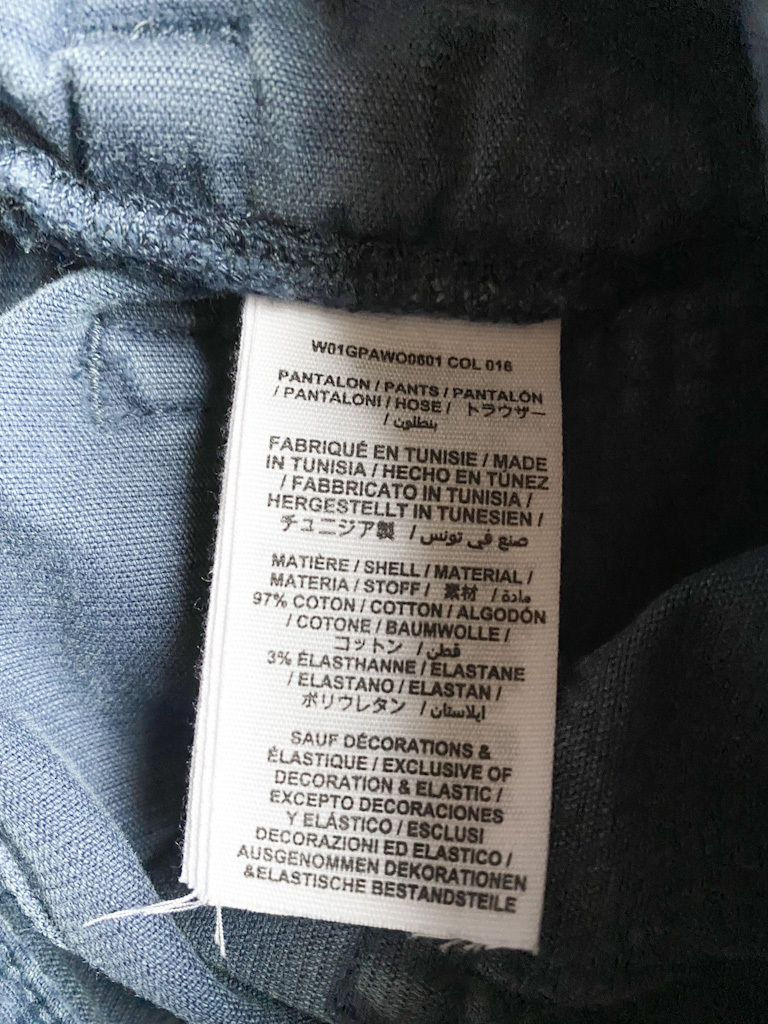 W01GPAWO0601 COL 016
PANTALON / PANTS / PANTALÓN
/ PANTALONI / HOSE / トラウザー
/ بنطلون
FABRIQUÉ EN TUNISIE / MADE
IN TUNISIA / HECHO EN TÚNEZ
/ FABBRICATO IN TUNISIA /
HERGESTELLT IN TUNESIEN /
チュニジア製 / صنع في تونس
MATIÈRE / SHELL / MATERIAL /
MATERIA / STOFF / 素材 / مادة
97% COTON / COTTON / ALGODÓN
/ COTONE / BAUMWOLLE /
コットン / قطن
3% ÉLASTHANNE / ELASTANE
/ ELASTANO / ELASTAN /
ポリウレタン / ايلاستان
SAUF DÉCORATIONS &
ÉLASTIQUE / EXCLUSIVE OF
DECORATION & ELASTIC /
EXCEPTO DECORACIONES
Y ELÁSTICO / ESCLUSI
DECORAZIONI ED ELASTICO /
AUSGENOMMEN DEKORATIONEN
&ELASTISCHE BESTANDSTEILE